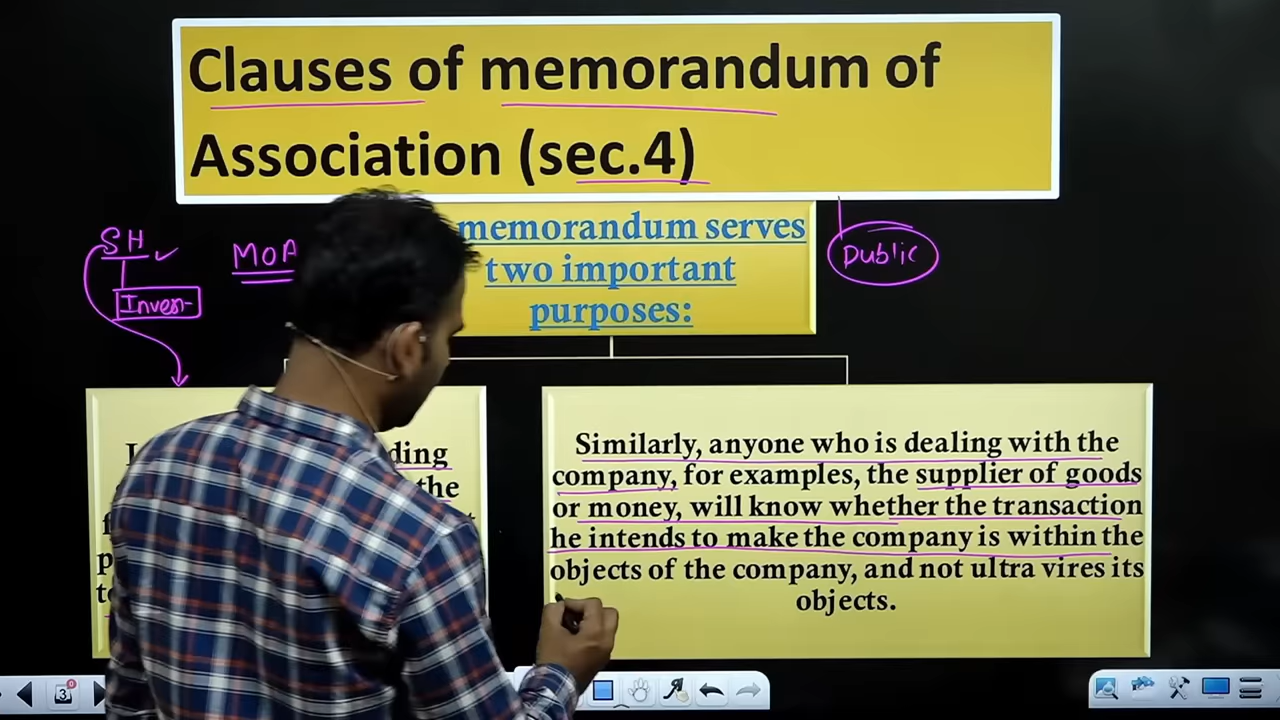 Clauses of memorandum of
Association (sec.4)
memorandum serves
two important
purposes:
SH
MOA
Public
ding
the
Similarly, anyone who is dealing with the
company, for examples, the supplier of goods
or money, will know whether the transaction
he intends to make the company is within the
objects of the company, and not ultra vires its
objects.